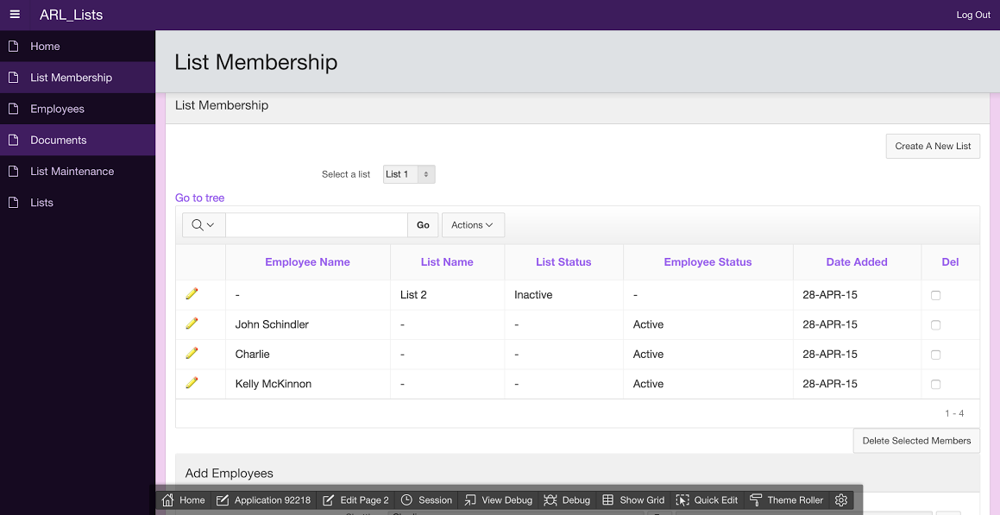 ARL_Lists
Log Out
Home
List Membership
Employees
Documents
List Maintenance
Lists
List Membership
List Membership
Create A New List
Select a list List 1
Go to tree
Go Actions
Employee Name List Name List Status Employee Status Date Added Del
- List 2 Inactive - 28-APR-15
John Schindler - - Active 28-APR-15
Charlie - - Active 28-APR-15
Kelly McKinnon - - Active 28-APR-15
1 - 4
Delete Selected Members
Add Employees
Home Application 92218 Edit Page 2 Session View Debug Debug Show Grid Quick Edit Theme Roller